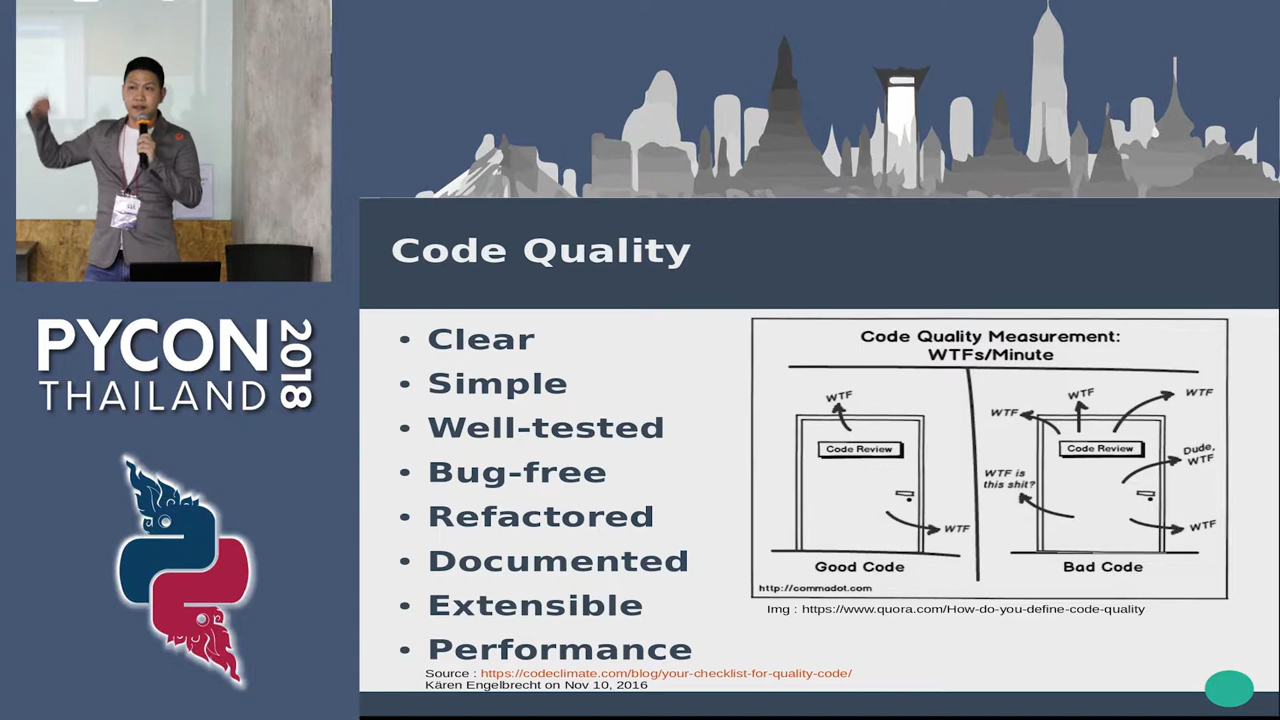 PYCON
2018
THAILAND
Code Quality
• Clear
• Simple
• Well-tested
• Bug-free
• Refactored
• Documented
• Extensible
• Performance
Source : https://codeclimate.com/blog/your-checklist-for-quality-code/
Kären Engelbrecht on Nov 10, 2016
Code Quality Measurement:
WTFs/Minute
WTF
Code Review
WTF
Good Code
WTF
WTF
WTF
Code Review
Dude,
WTF
WTF is
this shit?
WTF
Bad Code
http://commadot.com
Img : https://www.quora.com/How-do-you-define-code-quality